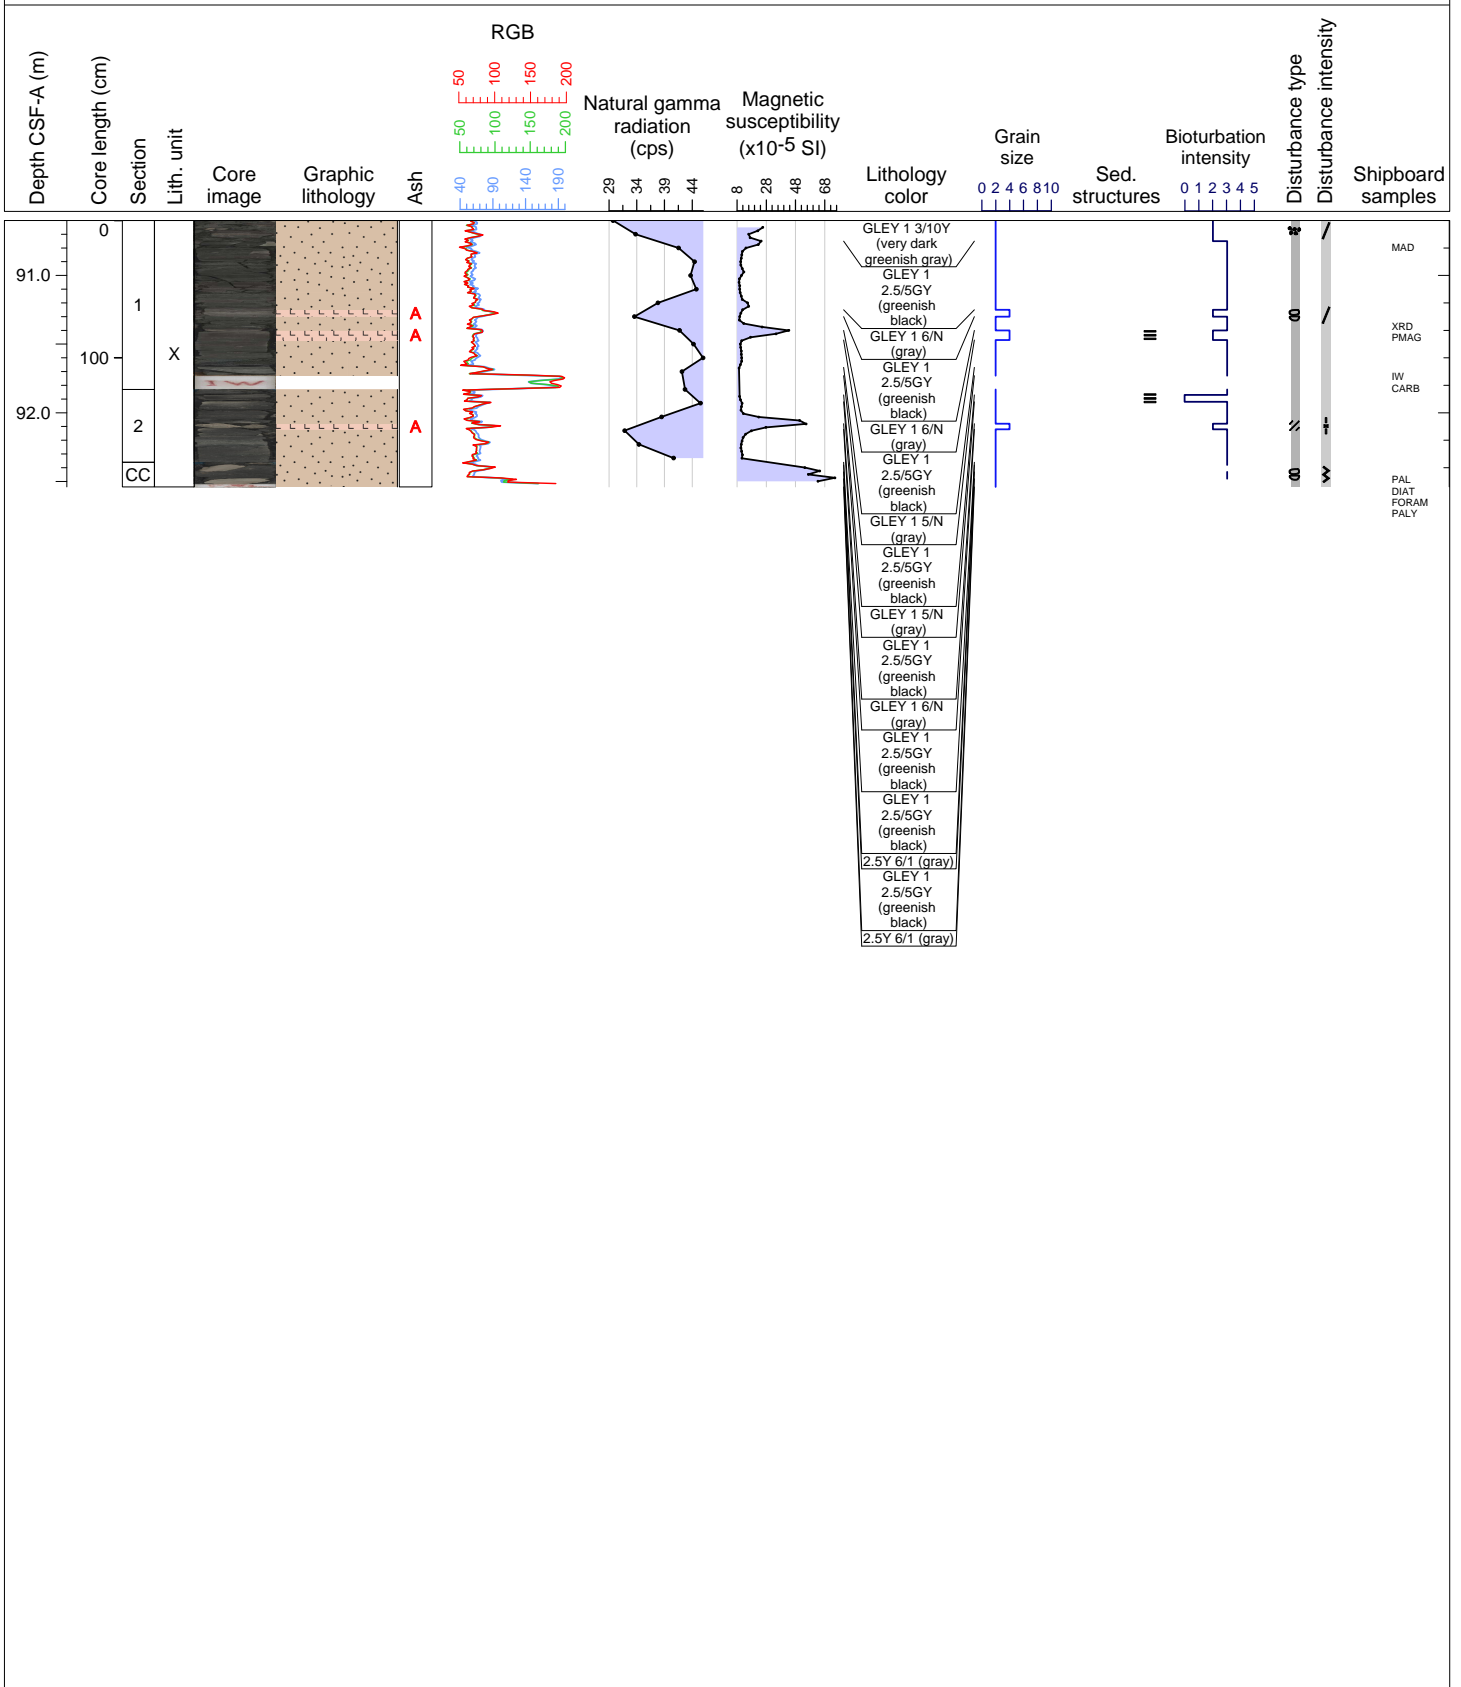 RGB
50 100 150 200
50 100 150 200
40 90 140 190
Depth CSF-A (m)
Core length (cm)
Section
Lith. unit
Core
image
Graphic
lithology
Ash
Natural gamma
radiation
(cps)
29 34 39 44
Magnetic
susceptibility
(x10-5 SI)
8 28 48 68
Lithology
color
Grain
size
0 2 4 6 8 10
Sed.
structures
Bioturbation
intensity
0 1 2 3 4 5
Disturbance type
Disturbance intensity
Shipboard
samples
0
91.0
100
92.0
1
2
CC
X
IW
A
A
A
GLEY 1 3/10Y
(very dark
greenish gray)
GLEY 1
2.5/5GY
(greenish
black)
GLEY 1 6/N
(gray)
GLEY 1
2.5/5GY
(greenish
black)
GLEY 1 6/N
(gray)
GLEY 1
2.5/5GY
(greenish
black)
GLEY 1 5/N
(gray)
GLEY 1
2.5/5GY
(greenish
black)
GLEY 1 5/N
(gray)
GLEY 1
2.5/5GY
(greenish
black)
GLEY 1 6/N
(gray)
GLEY 1
2.5/5GY
(greenish
black)
GLEY 1
2.5/5GY
(greenish
black)
2.5Y 6/1 (gray)
GLEY 1
2.5/5GY
(greenish
black)
2.5Y 6/1 (gray)
MAD
XRD
PMAG
IW
CARB
PAL
DIAT
FORAM
PALY